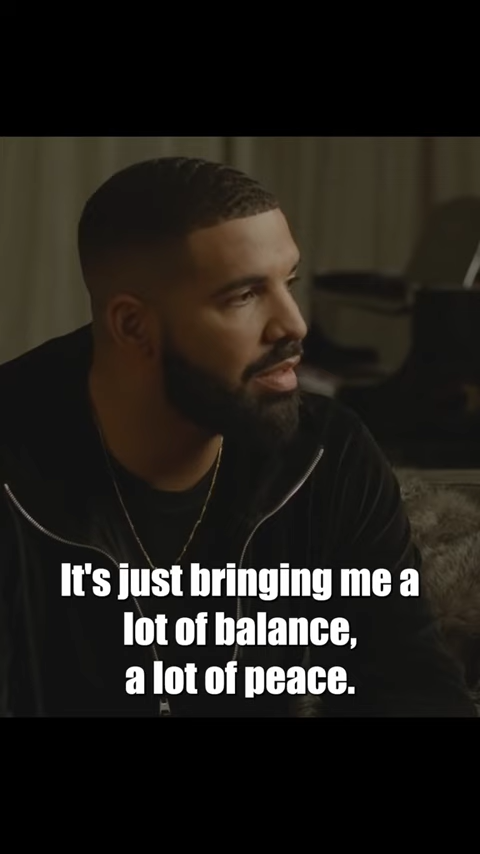 It's just bringing me a
lot of balance,
a lot of peace.